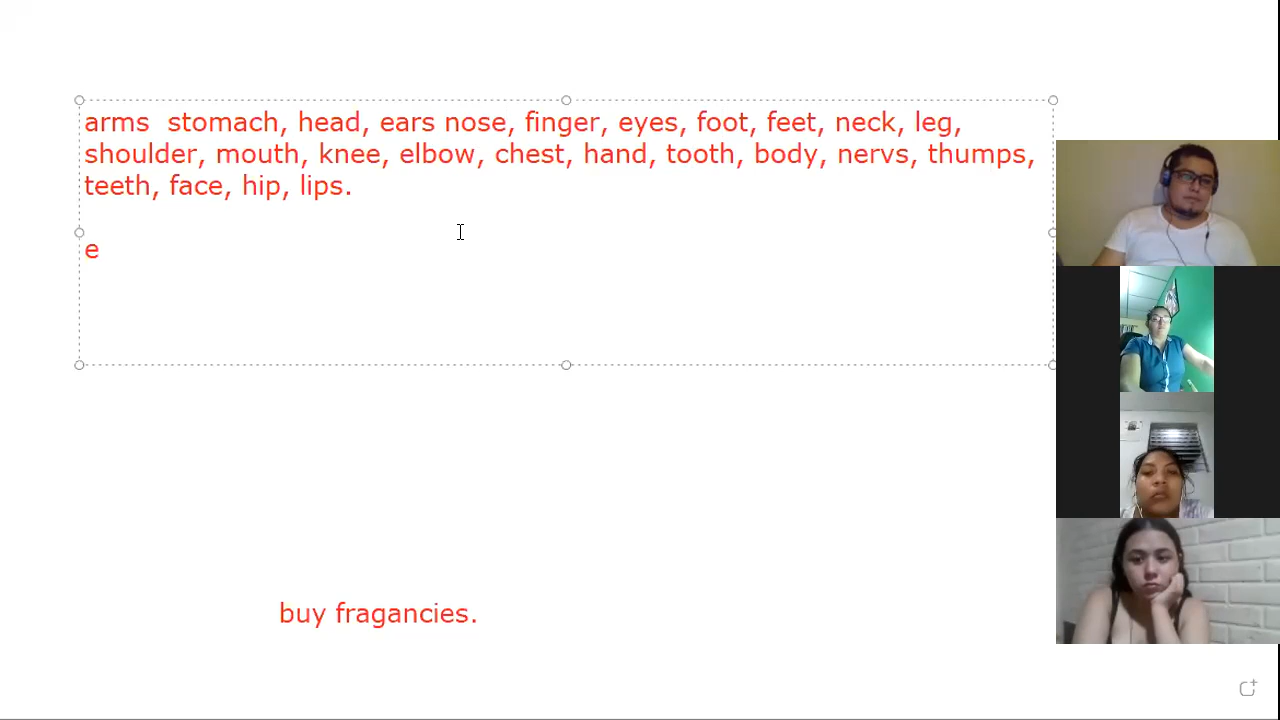 arms  stomach, head, ears nose, finger, eyes, foot, feet, neck, leg,
shoulder, mouth, knee, elbow, chest, hand, tooth, body, nervs, thumps,
teeth, face, hip, lips.
e
buy fragancies.